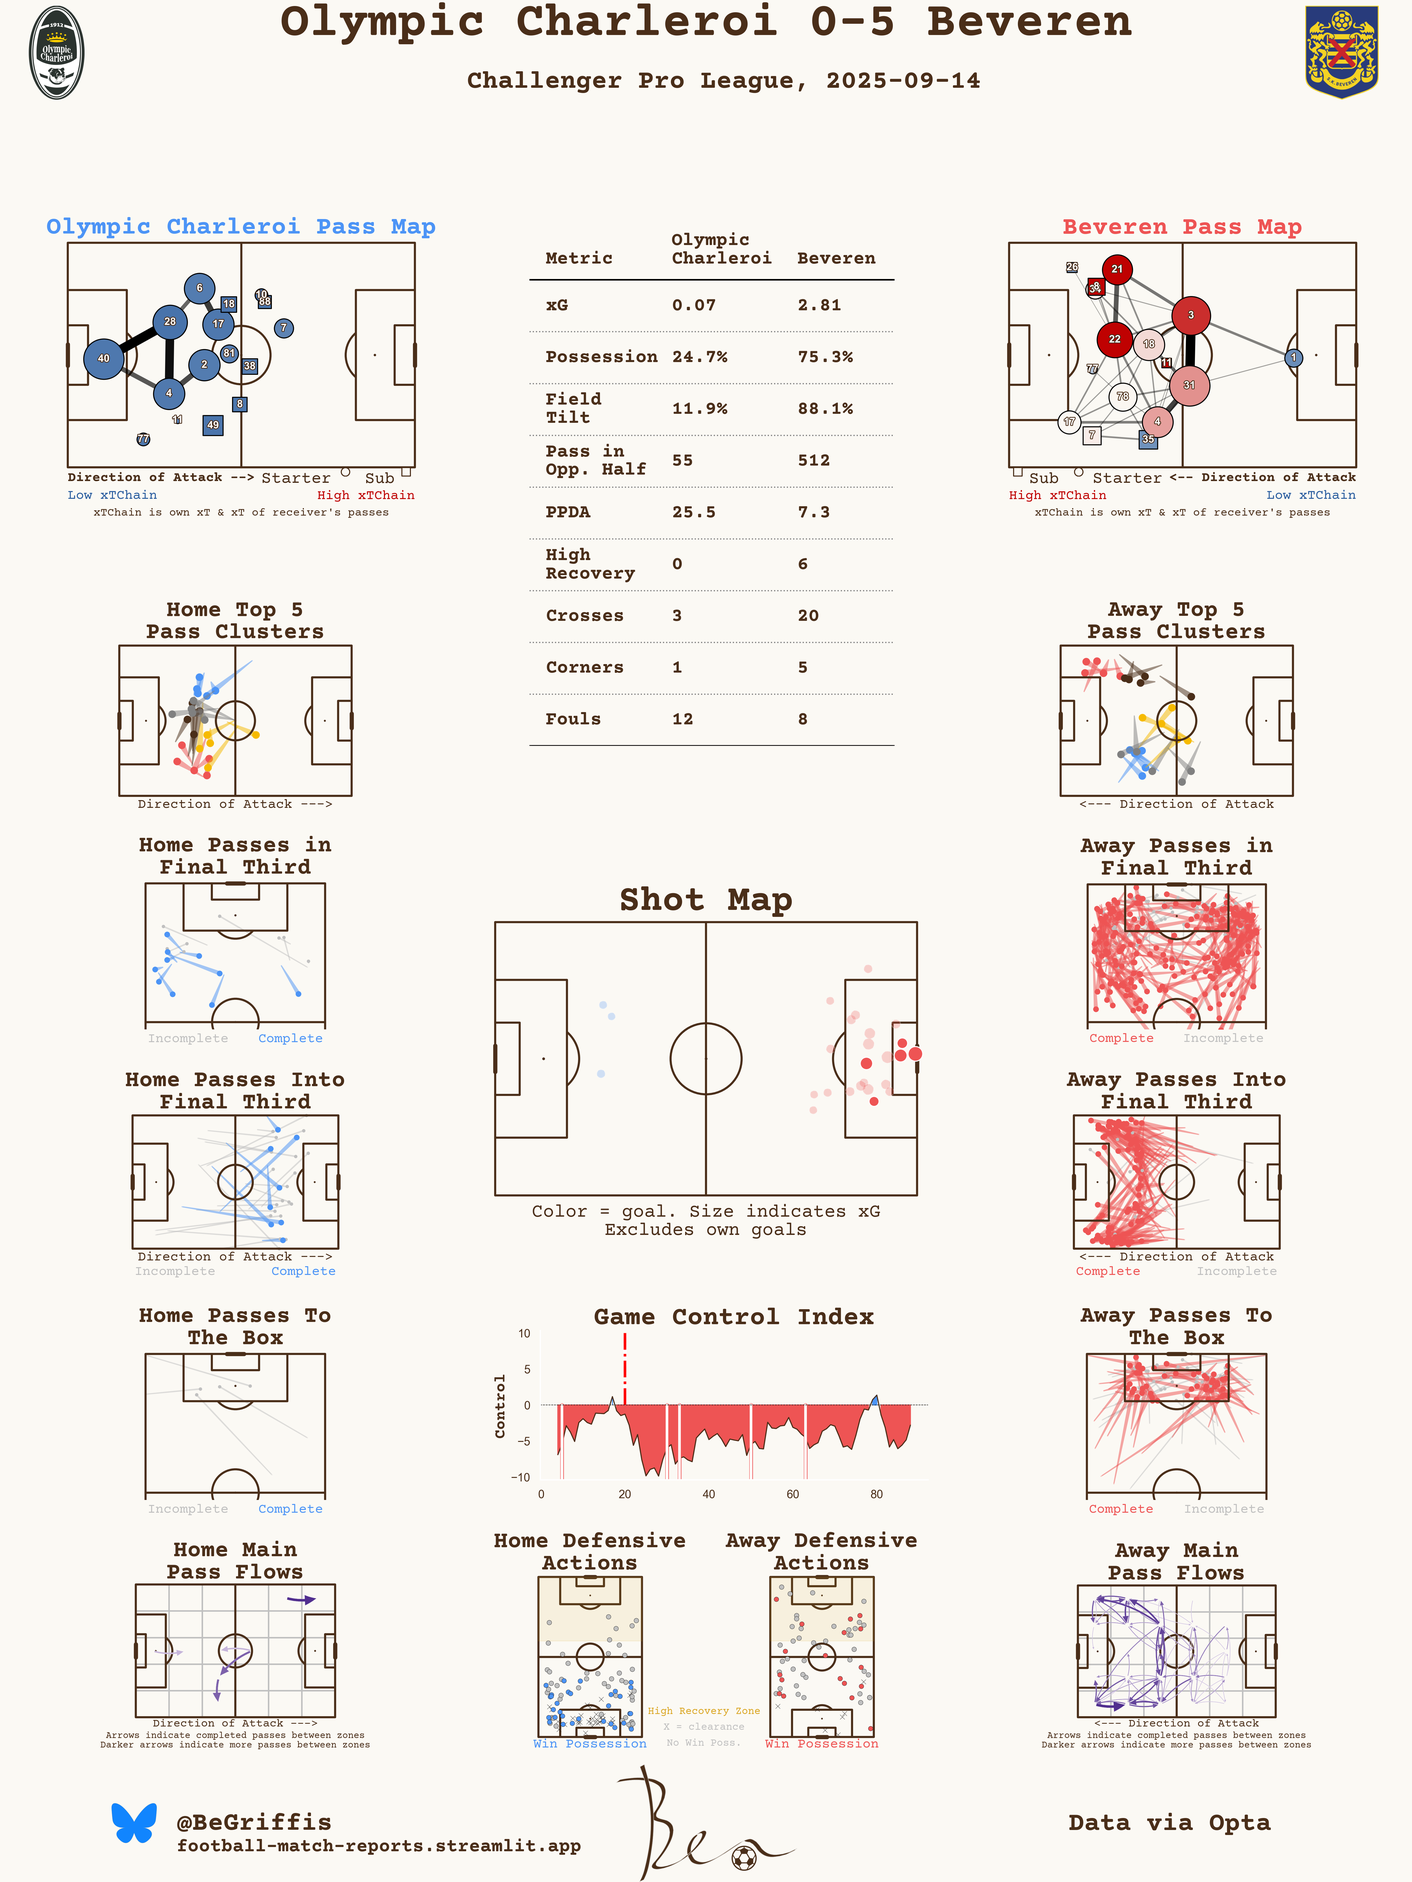 Olympic Charleroi 0-5 Beveren
Challenger Pro League, 2025-09-14
1912
Olympic
Charleroi
Olympic Charleroi Pass Map
6
18
10
88
28
17
7
40
81
2
38
4
8
11
49
77
Direction of Attack --> Starter Sub
Low xTChain High xTChain
xTChain is own xT & xT of receiver's passes
Metric Olympic Charleroi Beveren
xG 0.07 2.81
Possession 24.7% 75.3%
Field Tilt 11.9% 88.1%
Pass in Opp. Half 55 512
PPDA 25.5 7.3
High Recovery 0 6
Crosses 3 20
Corners 1 5
Fouls 12 8
Beveren Pass Map
26
21
8
3
22
18
1
11
77
31
78
17
4
7
35
Sub Starter <-- Direction of Attack
High xTChain Low xTChain
xTChain is own xT & xT of receiver's passes
Home Top 5
Pass Clusters
Direction of Attack --->
Away Top 5
Pass Clusters
<--- Direction of Attack
Home Passes in
Final Third
Incomplete Complete
Away Passes in
Final Third
Complete Incomplete
Shot Map
Color = goal. Size indicates xG
Excludes own goals
Home Passes Into
Final Third
Direction of Attack --->
Incomplete Complete
Away Passes Into
Final Third
<--- Direction of Attack
Complete Incomplete
Home Passes To
The Box
Incomplete Complete
Game Control Index
Control
10
5
0
−5
−10
0 20 40 60 80
Away Passes To
The Box
Complete Incomplete
Home Main
Pass Flows
Direction of Attack --->
Arrows indicate completed passes between zones
Darker arrows indicate more passes between zones
Home Defensive
Actions
Win Possession
High Recovery Zone
X = clearance
No Win Poss.
Away Defensive
Actions
Win Possession
Away Main
Pass Flows
<--- Direction of Attack
Arrows indicate completed passes between zones
Darker arrows indicate more passes between zones
@BeGriffis
football-match-reports.streamlit.app
Ben
Data via Opta